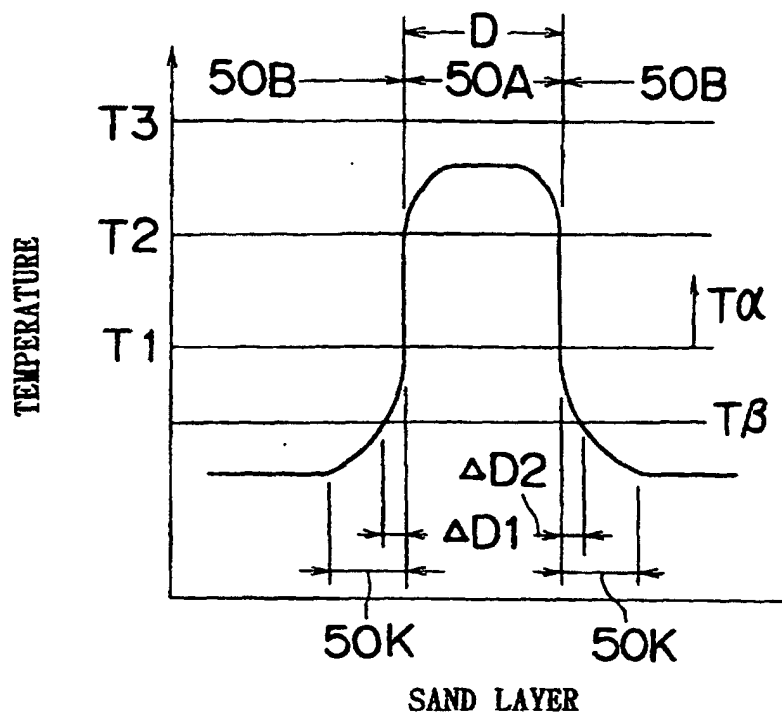 D
50B 50A 50B
T3
T2
Tα
T1
Tβ
ΔD2
ΔD1
50K 50K
TEMPERATURE
SAND LAYER